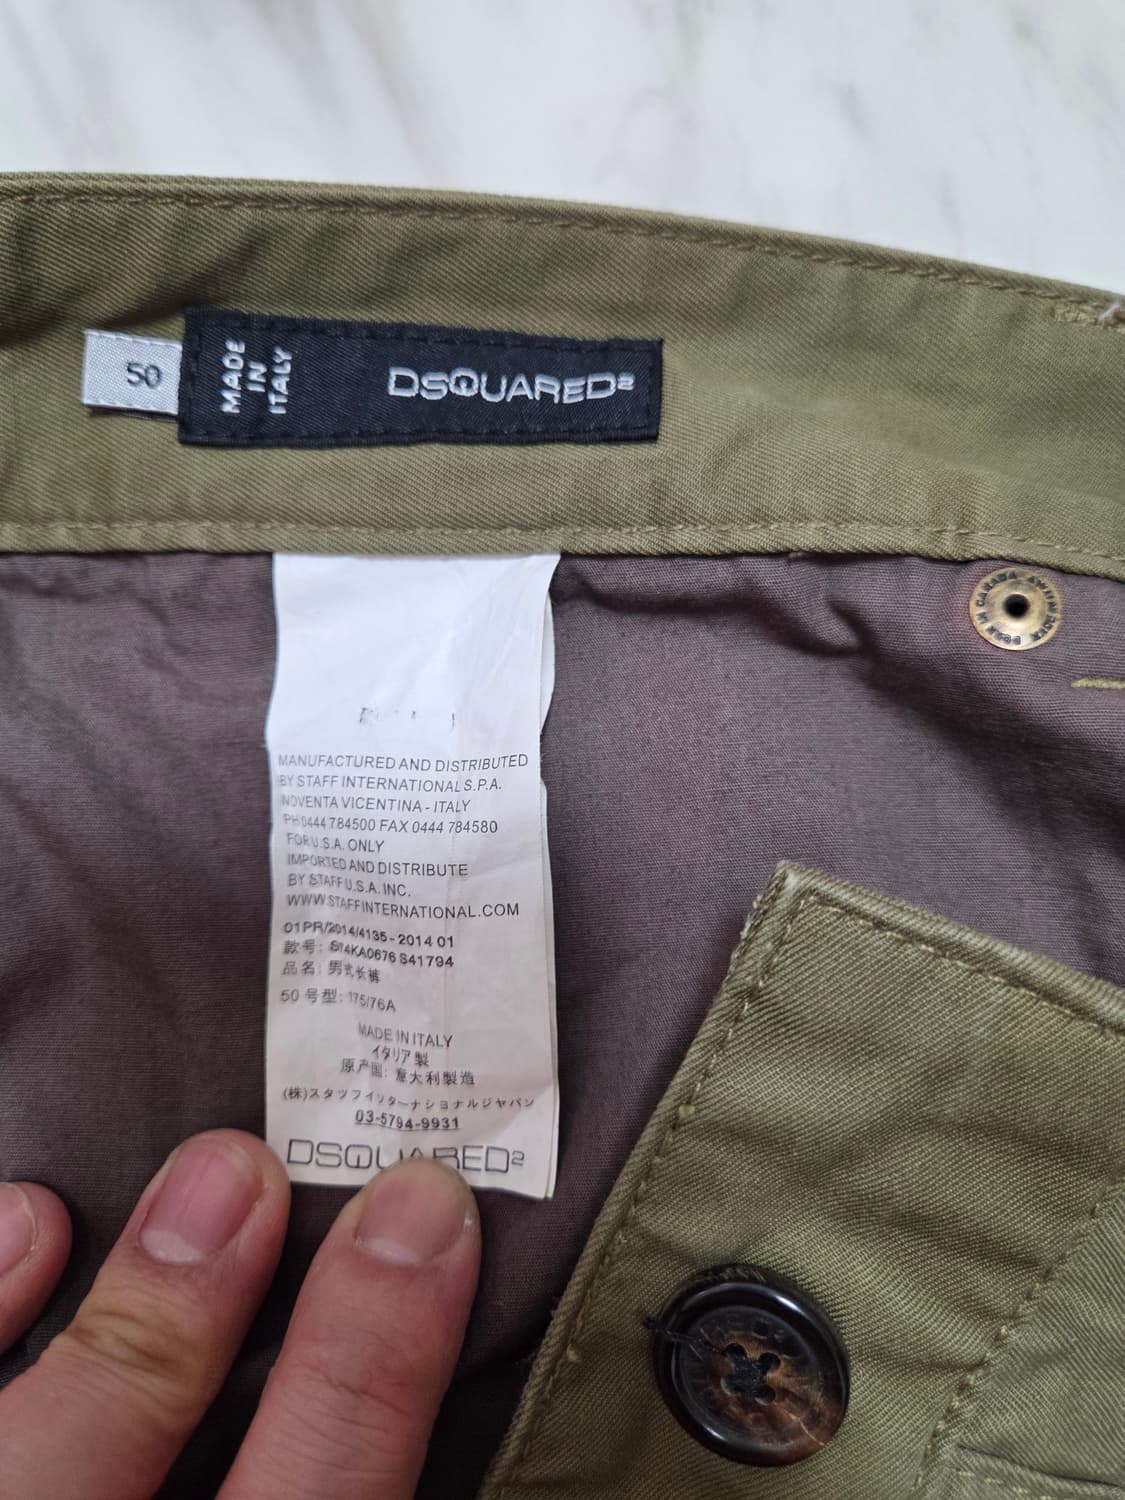 50
MADE
IN
ITALY
DSQUARED2
MANUFACTURED AND DISTRIBUTED
BY STAFF INTERNATIONAL S.P.A.
NOVENTA VICENTINA - ITALY
PH 0444 784500 FAX 0444 784580
FOR U.S.A. ONLY
IMPORTED AND DISTRIBUTE
BY STAFF U.S.A. INC.
WWW.STAFFINTERNATIONAL.COM
01PR/2014/4135 - 2014 01
款号: S14KA0676 S41794
品名: 男式长裤
50 号型: 175/76A
MADE IN ITALY
イタリア製
原产国: 意大利製造
(株)スタッフインターナショナルジャパン
03-5794-9931
DSQUARED2